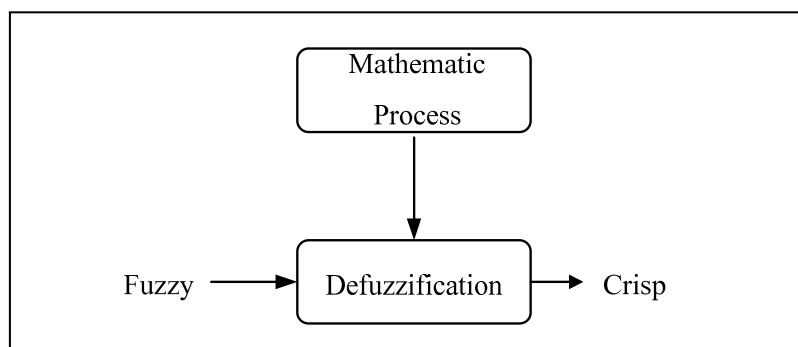 Mathematic
Process
Fuzzy
Defuzzification
Crisp